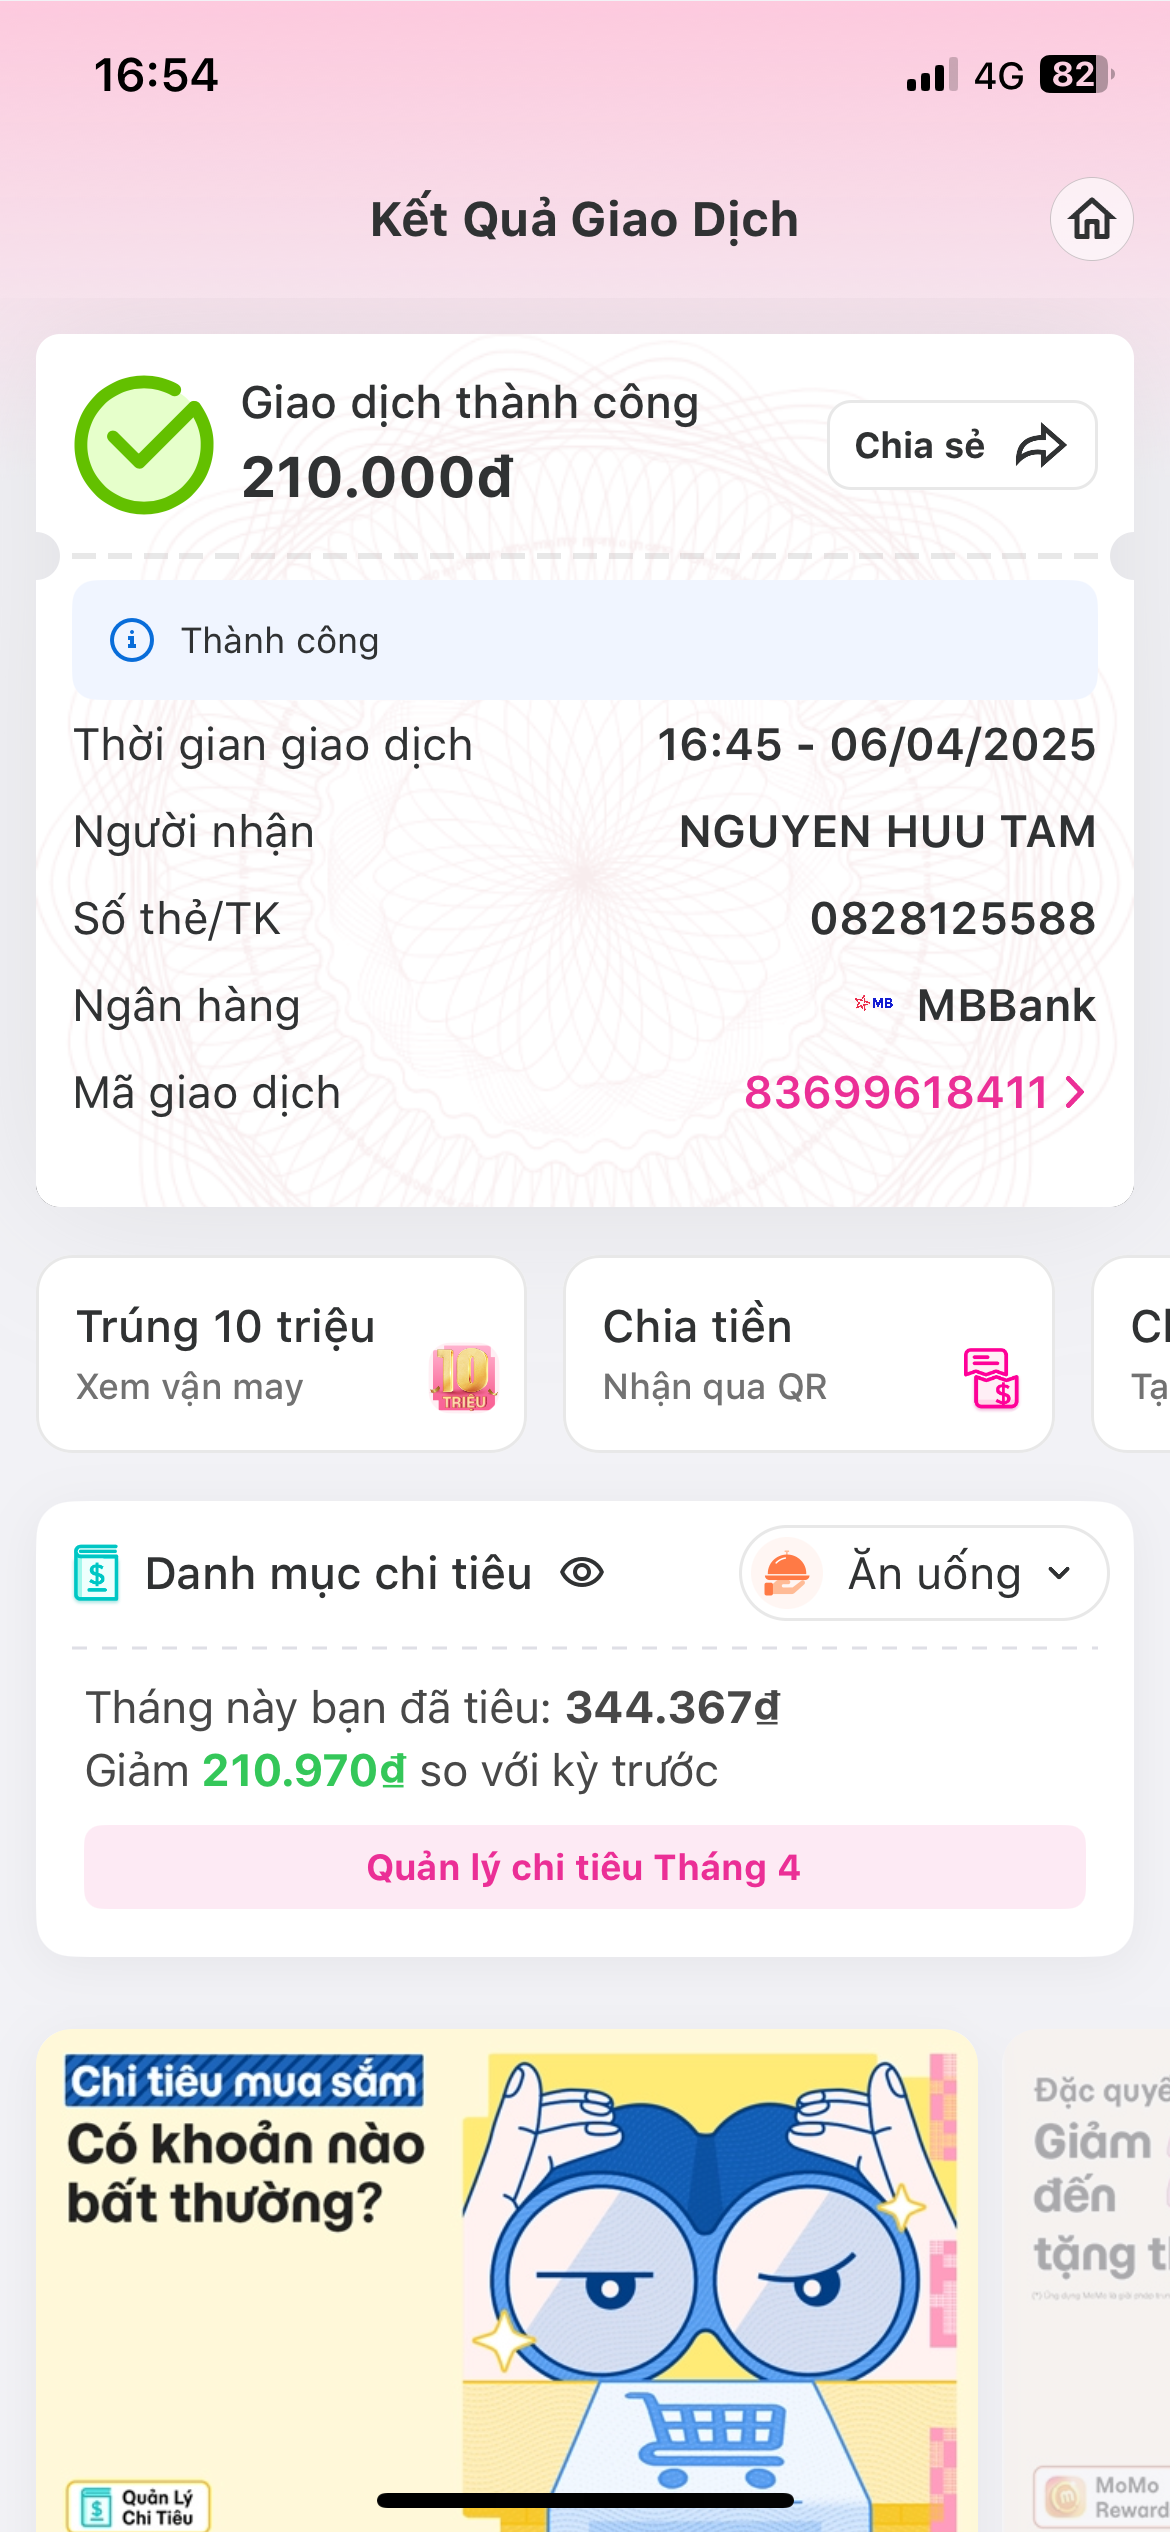 16:54
4G 82
Kết Quả Giao Dịch
Giao dịch thành công
210.000đ
Chia sẻ
Thành công
Thời gian giao dịch 16:45 - 06/04/2025
Người nhận NGUYEN HUU TAM
Số thẻ/TK 0828125588
Ngân hàng MB MBBank
Mã giao dịch 83699618411
Trúng 10 triệu
Xem vận may
10
TRIỆU
Chia tiền
Nhận qua QR
Danh mục chi tiêu
Ăn uống
Tháng này bạn đã tiêu: 344.367₫
Giảm 210.970₫ so với kỳ trước
Quản lý chi tiêu Tháng 4
Chi tiêu mua sắm
Có khoản nào
bất thường?
Quản Lý
Chi Tiêu
Đặc quyề
Giảm
đến
tặng t
MoMo
Reward